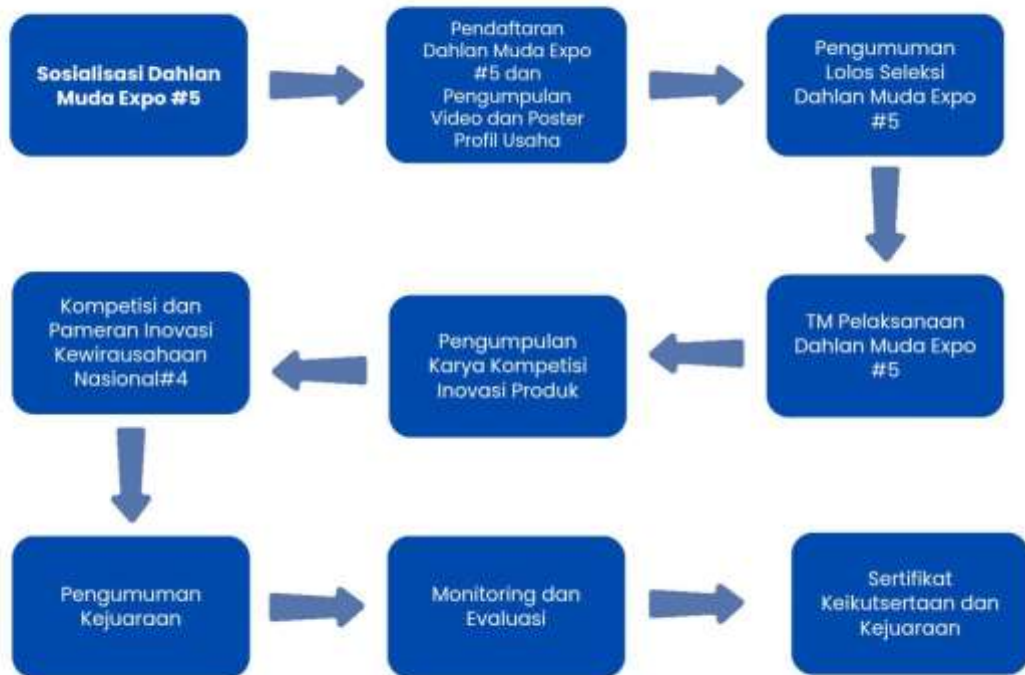 Sosialisasi Dahlan
Muda Expo #5
Pendaftaran
Dahlan Muda Expo
#5 dan
Pengumpulan
Video dan Poster
Profil Usaha
Pengumuman
Lolos Seleksi
Dahlan Muda Expo
#5
TM Pelaksanaan
Dahlan Muda Expo
#5
Pengumpulan
Karya Kompetisi
Inovasi Produk
Kompetisi dan
Pameran Inovasi
Kewirausahaan
Nasional#4
Pengumuman
Kejuaraan
Monitoring dan
Evaluasi
Sertifikat
Keikutsertaan dan
Kejuaraan